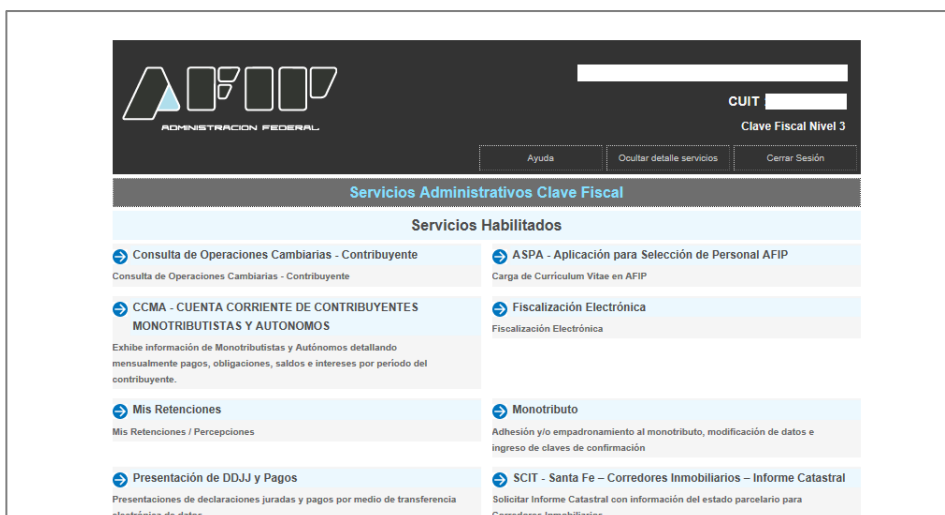 AFIP
ADMINISTRACION FEDERAL
CUIT
Clave Fiscal Nivel 3
Ayuda
Ocultar detalle servicios
Cerrar Sesión
Servicios Administrativos Clave Fiscal
Servicios Habilitados
Consulta de Operaciones Cambiarias - Contribuyente
Consulta de Operaciones Cambiarias - Contribuyente
ASPA - Aplicación para Selección de Personal AFIP
Carga de Curriculum Vitae en AFIP
CCMA - CUENTA CORRIENTE DE CONTRIBUYENTES
MONOTRIBUTISTAS Y AUTONOMOS
Exhibe información de Monotributistas y Autónomos detallando
mensualmente pagos, obligaciones, saldos e intereses por período del
contribuyente.
Fiscalización Electrónica
Fiscalización Electrónica
Mis Retenciones
Mis Retenciones / Percepciones
Monotributo
Adhesión y/o empadronamiento al monotributo, modificación de datos e
ingreso de claves de confirmación
Presentación de DDJJ y Pagos
Presentaciones de declaraciones juradas y pagos por medio de transferencia
electrónica de datos
SCIT - Santa Fe – Corredores Inmobiliarios – Informe Catastral
Solicitar Informe Catastral con información del estado parcelario para
Corredores Inmobiliarios